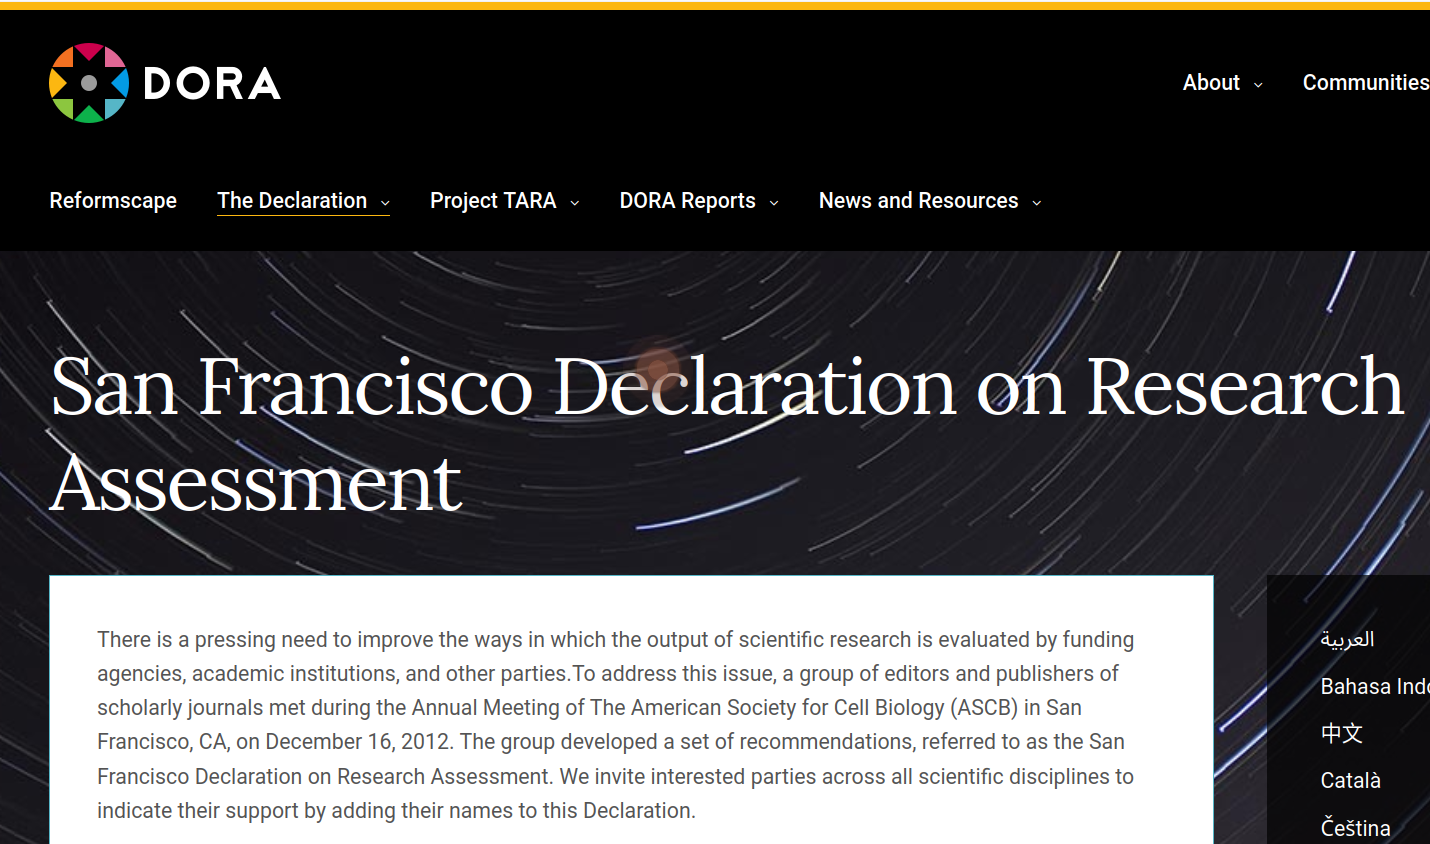 DORA
About
Communities
Reformscape
The Declaration
Project TARA
DORA Reports
News and Resources
San Francisco Declaration on Research
Assessment
There is a pressing need to improve the ways in which the output of scientific research is evaluated by funding
agencies, academic institutions, and other parties.To address this issue, a group of editors and publishers of
scholarly journals met during the Annual Meeting of The American Society for Cell Biology (ASCB) in San
Francisco, CA, on December 16, 2012. The group developed a set of recommendations, referred to as the San
Francisco Declaration on Research Assessment. We invite interested parties across all scientific disciplines to
indicate their support by adding their names to this Declaration.
العربية
Bahasa Indo
中文
Català
Čeština